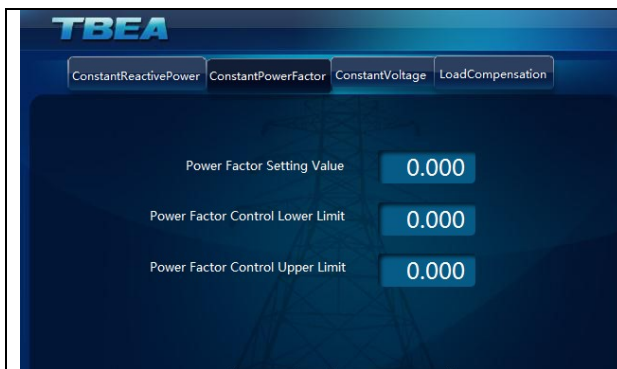 TBEA
ConstantReactivePower ConstantPowerFactor ConstantVoltage LoadCompensation
Power Factor Setting Value 0.000
Power Factor Control Lower Limit 0.000
Power Factor Control Upper Limit 0.000